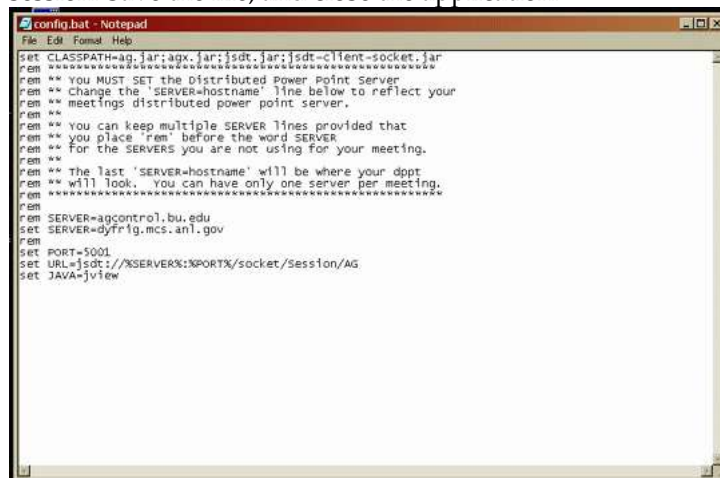 config.bat - Notepad
File Edit Format Help
set CLASSPATH=ag.jar;agx.jar;jsdt.jar;jsdt-client-socket.jar
rem *******************************************************
rem ** You MUST SET the Distributed Power Point Server
rem ** Change the 'SERVER=hostname' line below to reflect your
rem ** meetings distributed power point server.
rem **
rem ** You can keep multiple SERVER lines provided that
rem ** you place 'rem' before the word SERVER
rem ** for the SERVERS you are not using for your meeting.
rem **
rem ** The last 'SERVER=hostname' will be where your dppt
rem ** will look. You can have only one server per meeting.
rem ********************************************************
rem
rem SERVER=agcontrol.bu.edu
set SERVER=dyfrig.mcs.anl.gov
rem
set PORT=5001
set URL=jsdt://%SERVER%:%PORT%/socket/Session/AG
set JAVA=jview